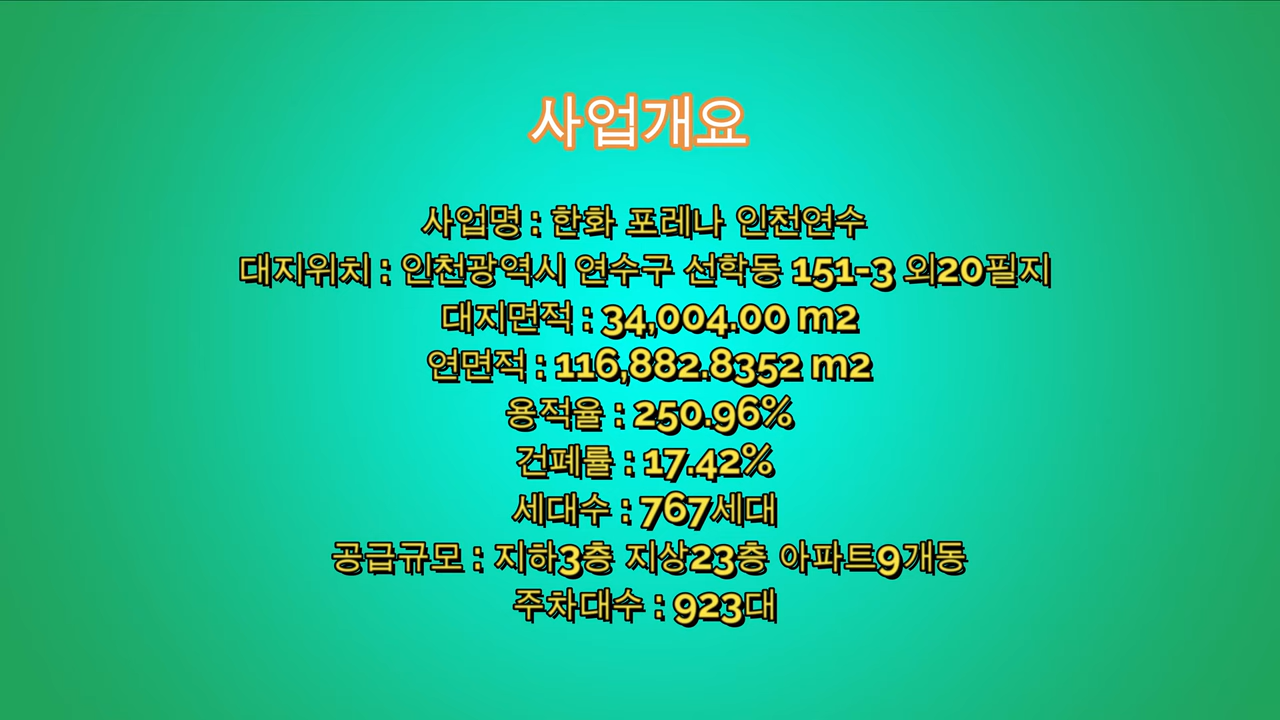 사업개요
사업명 : 한화 포레나 인천연수
대지위치 : 인천광역시 연수구 선학동 151-3 외20필지
대지면적 : 34,004.00 m2
연면적 : 116,882.8352 m2
용적율 : 250.96%
건폐률 : 17.42%
세대수 : 767세대
공급규모 : 지하3층 지상23층 아파트9개동
주차대수 : 923대